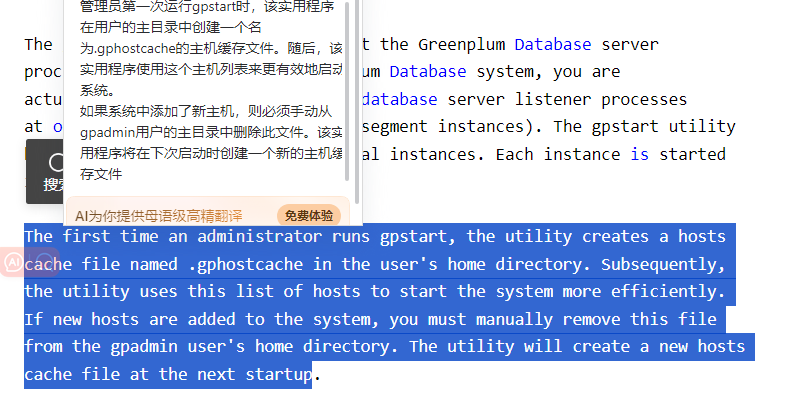 管理员第一次运行gpstart时，该实用程序
在用户的主目录中创建一个名
为.gphostcache的主机缓存文件。随后，该
实用程序使用这个主机列表来更有效地启动
系统。
如果系统中添加了新主机，则必须手动从
gpadmin用户的主目录中删除此文件。该实
用程序将在下次启动时创建一个新的主机缓
存文件
AI为你提供母语级高精翻译 免费体验
The t the Greenplum Database server
proc um Database system, you are
actu database server listener processes
at segment instances). The gpstart utility
al instances. Each instance is started
搜索
AI
The first time an administrator runs gpstart, the utility creates a hosts
cache file named .gphostcache in the user's home directory. Subsequently,
the utility uses this list of hosts to start the system more efficiently.
If new hosts are added to the system, you must manually remove this file
from the gpadmin user's home directory. The utility will create a new hosts
cache file at the next startup.